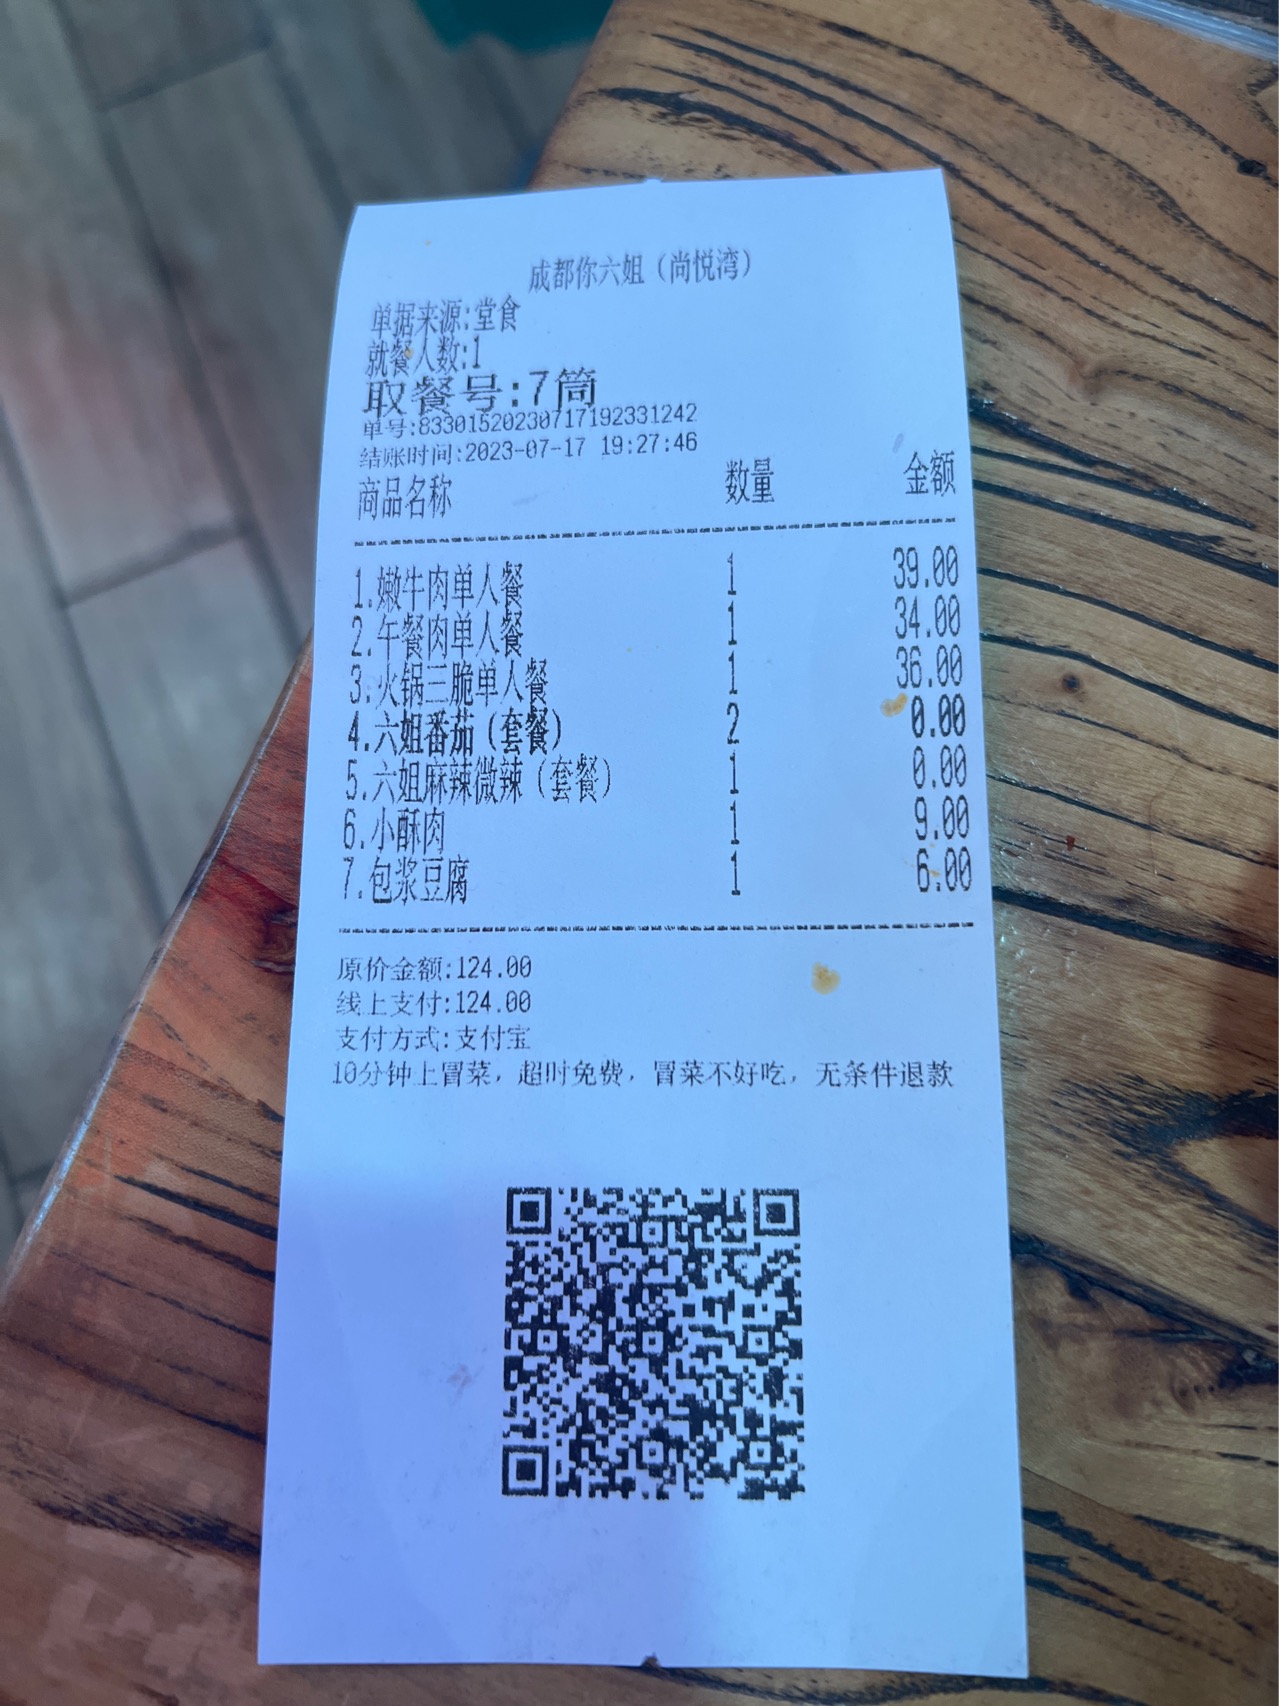 成都你六姐（尚悦湾）
单据来源:堂食
就餐人数:1
取餐号:7筒
单号:83301520230717192331242
结账时间:2023-07-17 19:27:46
商品名称 数量 金额
1.嫩牛肉单人餐 1 39.00
2.午餐肉单人餐 1 34.00
3.火锅三脆单人餐 1 36.00
4.六姐番茄（套餐） 2 0.00
5.六姐麻辣微辣（套餐） 1 0.00
6.小酥肉 1 9.00
7.包浆豆腐 1 6.00
原价金额:124.00
线上支付:124.00
支付方式:支付宝
10分钟上冒菜，超时免费，冒菜不好吃，无条件退款